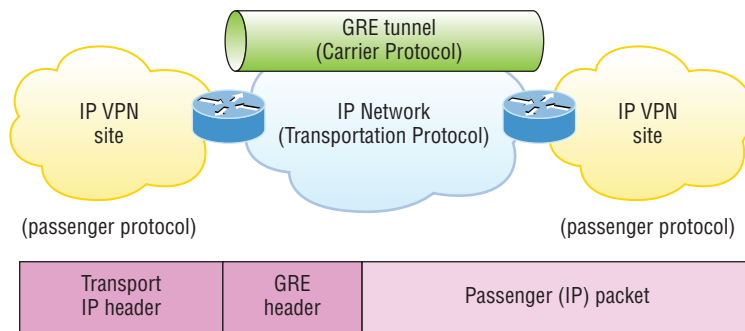 GRE tunnel
(Carrier Protocol)
IP VPN
site
IP Network
(Transportation Protocol)
IP VPN
site
(passenger protocol)
(passenger protocol)
Transport
IP header
GRE
header
Passenger (IP) packet